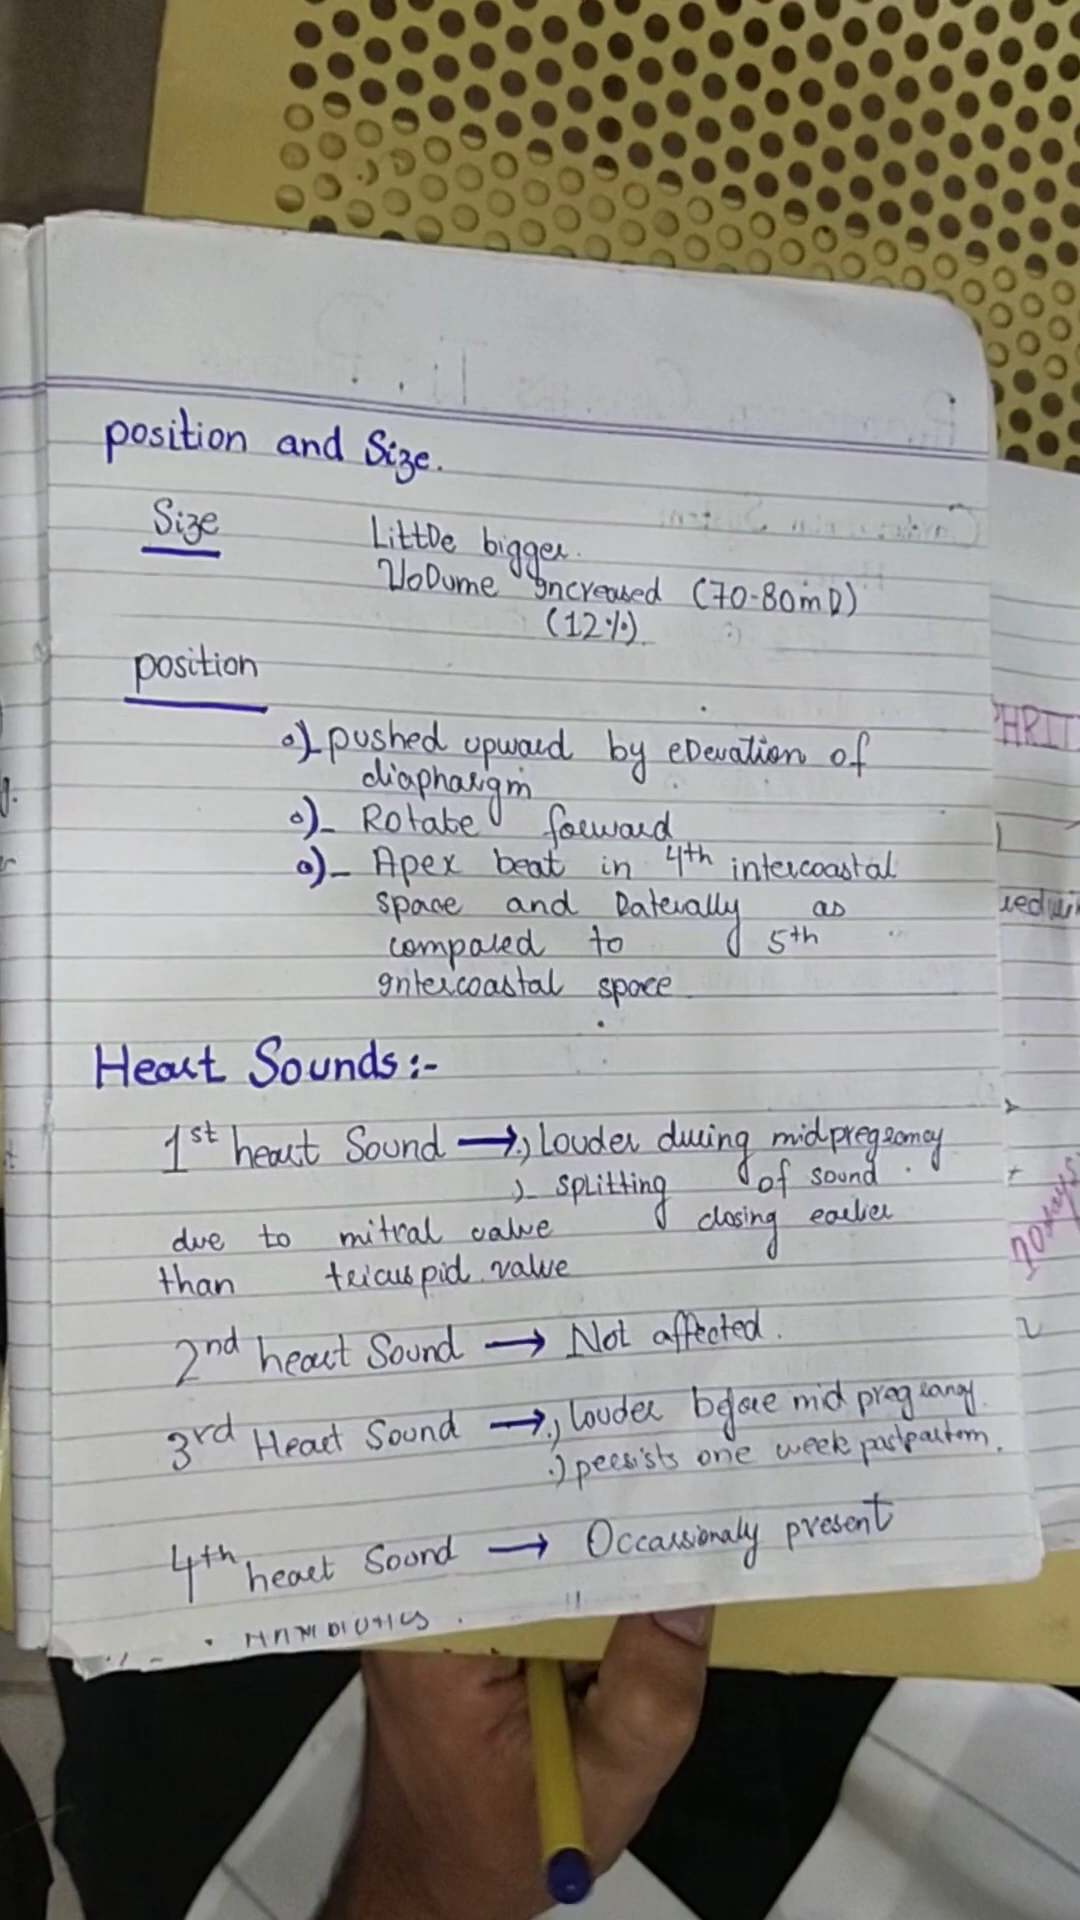 position and Size.
Size
Little bigger.
Volume increased (70-80ml)
(12%)
position
pushed upward by elevation of
diaphargm
Rotate forward
Apex beat in 4th intercoastal
space and laterally as
compared to 5th
intercoastal space
Heart Sounds:-
1st heart Sound → .) Louder during midpregnancy
)- splitting of sound
due to mitral valve closing earlier
than tricuspid valve
2nd heart Sound → Not affected.
3rd Heart Sound → .) louder before mid pregnancy.
.) persists one week postpartom.
4th heart Sound → Occassionaly present